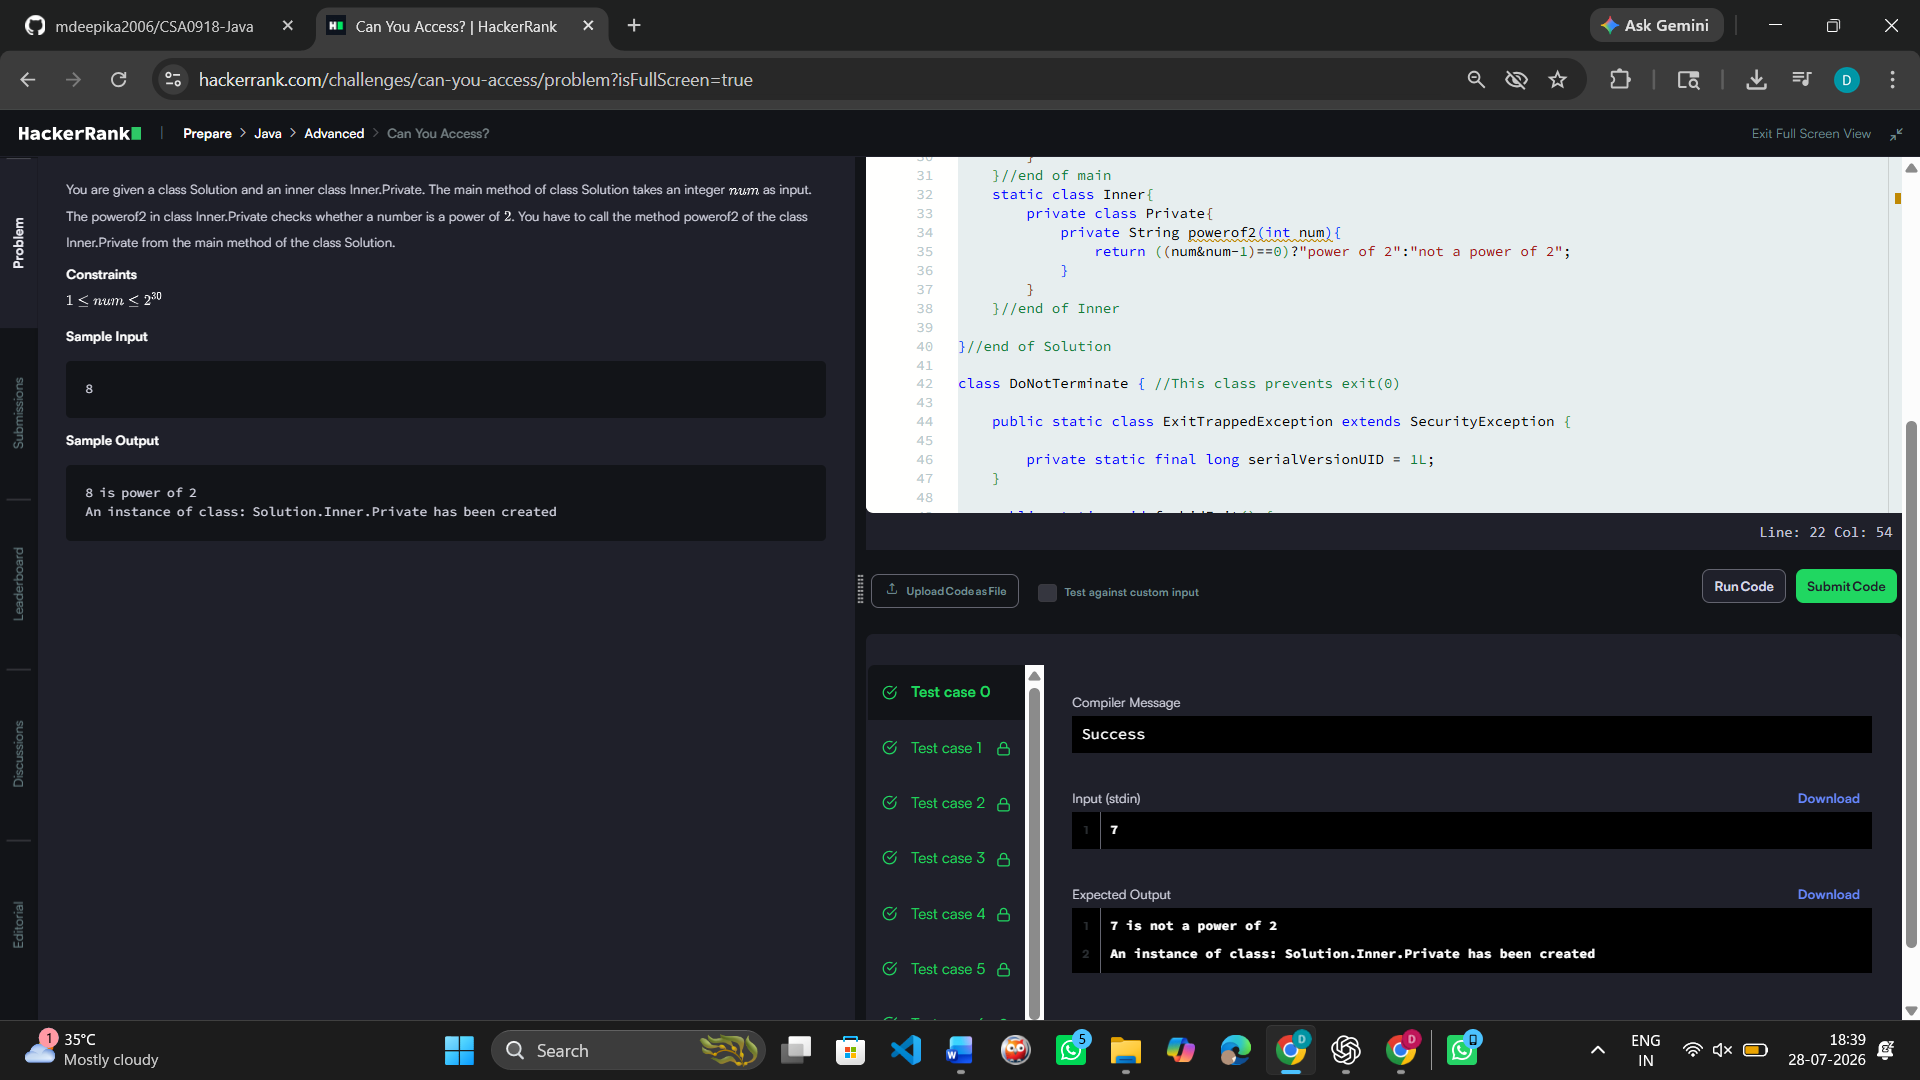 mdeepika2006/CSA0918-Java
Can You Access? | HackerRank
Ask Gemini
hackerrank.com/challenges/can-you-access/problem?isFullScreen=true
D
HackerRank
Prepare > Java > Advanced > Can You Access?
Exit Full Screen View
Problem
Submissions
Leaderboard
Discussions
Editorial
You are given a class Solution and an inner class Inner.Private. The main method of class Solution takes an integer num as input.
The powerof2 in class Inner.Private checks whether a number is a power of 2. You have to call the method powerof2 of the class
Inner.Private from the main method of the class Solution.
Constraints
1 ≤ num ≤ 2^30
Sample Input
8
Sample Output
8 is power of 2
An instance of class: Solution.Inner.Private has been created
30 }
31 }//end of main
32 static class Inner{
33 private class Private{
34 private String powerof2(int num){
35 return ((num&num-1)==0)?"power of 2":"not a power of 2";
36 }
37 }
38 }//end of Inner
39
40 }//end of Solution
41
42 class DoNotTerminate { //This class prevents exit(0)
43
44 public static class ExitTrappedException extends SecurityException {
45
46 private static final long serialVersionUID = 1L;
47 }
48
Line: 22 Col: 54
Upload Code as File
Test against custom input
Run Code
Submit Code
Test case 0
Test case 1
Test case 2
Test case 3
Test case 4
Test case 5
Compiler Message
Success
Input (stdin)
Download
1 7
Expected Output
Download
1 7 is not a power of 2
2 An instance of class: Solution.Inner.Private has been created
1
35°C
Mostly cloudy
Search
5
D
D
ENG
IN
18:39
28-07-2026